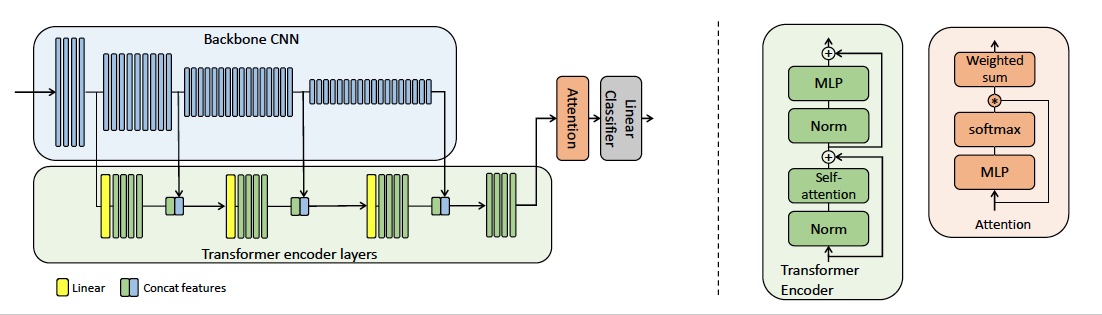 Backbone CNN
Attention
Linear
Classifier
Transformer encoder layers
Linear
Concat features
MLP
Norm
Self-
attention
Norm
Transformer
Encoder
Weighted
sum
*
softmax
MLP
Attention